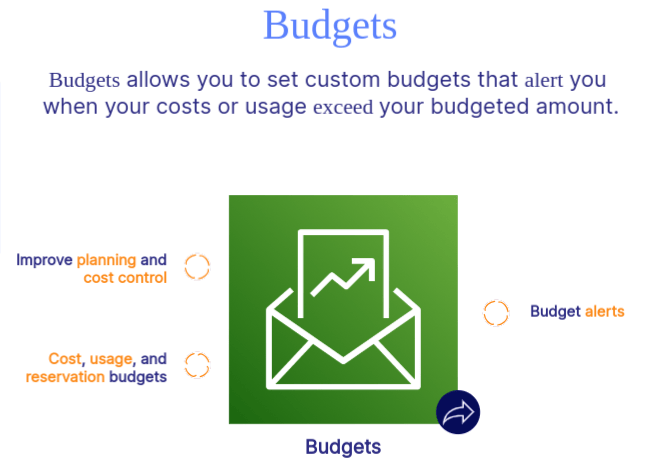 Budgets
Budgets allows you to set custom budgets that alert you
when your costs or usage exceed your budgeted amount.
Improve planning and
cost control
Cost, usage, and
reservation budgets
Budget alerts
Budgets